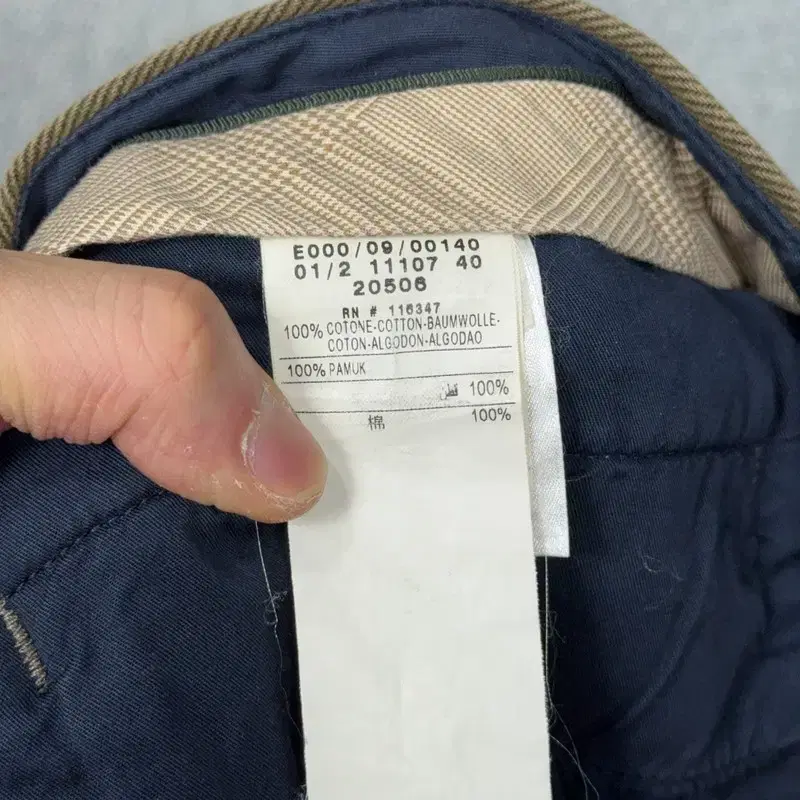 E000/09/00140
01/2 11107 40
20506
RN # 116347
100% COTONE-COTTON-BAUMWOLLE-
COTON-ALGODON-ALGODAO
100% PAMUK
قطن 100%
棉 100%